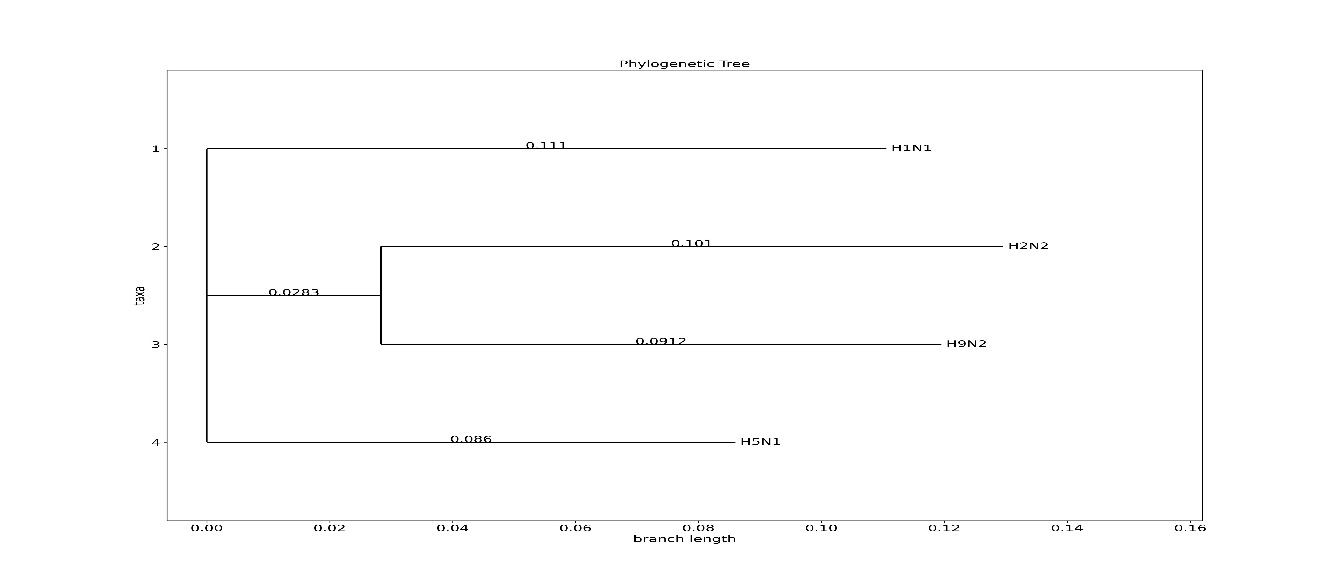 Phylogenetic Tree
0.111 H1N1
1
0.101 H2N2
2
0.0283
taxa
0.0912 H9N2
3
0.086 H5N1
4
0.00 0.02 0.04 0.06 0.08 0.10 0.12 0.14 0.16
branch length